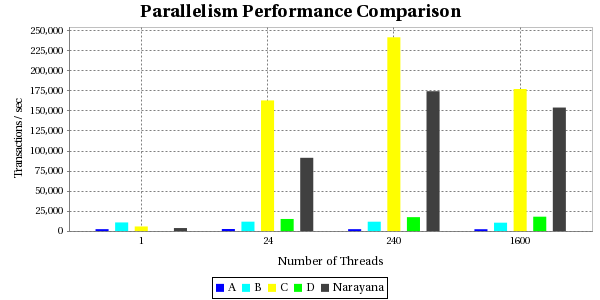 Parallelism Performance Comparison
Transactions / sec
250,000
225,000
200,000
175,000
150,000
125,000
100,000
75,000
50,000
25,000
0
1 24 240 1600
Number of Threads
A B C D Narayana